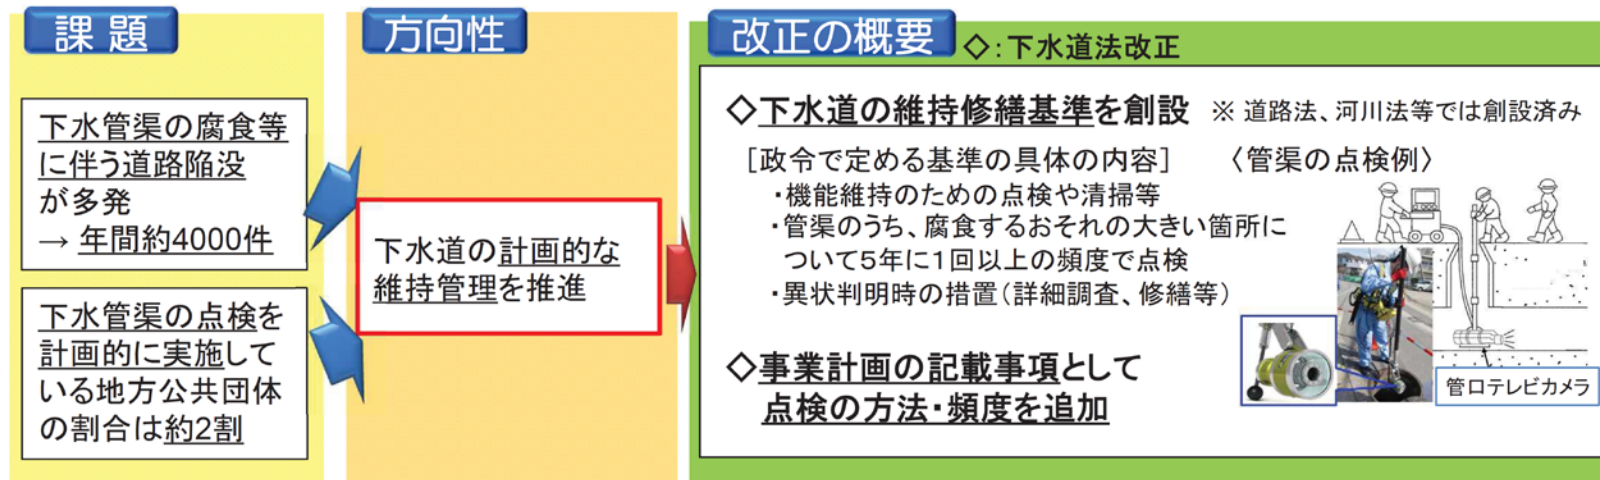 課題
下水管渠の腐食等
に伴う道路陥没
が多発
→ 年間約4000件
下水管渠の点検を
計画的に実施して
いる地方公共団体
の割合は約2割
方向性
下水道の計画的な
維持管理を推進
改正の概要
◇:下水道法改正
◇下水道の維持修繕基準を創設 ※ 道路法、河川法等では創設済み
[政令で定める基準の具体の内容]
・機能維持のための点検や清掃等
・管渠のうち、腐食するおそれの大きい箇所に
ついて5年に1回以上の頻度で点検
・異状判明時の措置(詳細調査、修繕等)
〈管渠の点検例〉
管口テレビカメラ
◇事業計画の記載事項として
点検の方法・頻度を追加